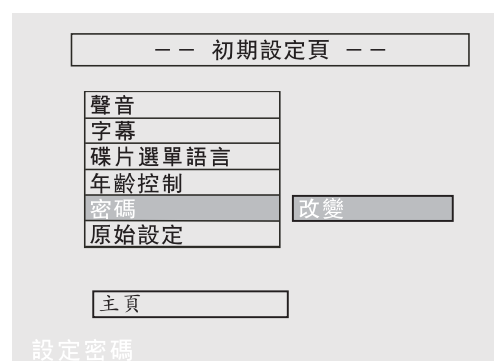 －－ 初期設定頁 －－
聲音
字幕
碟片選單語言
年齡控制
密碼 改變
原始設定
主頁
設定密碼